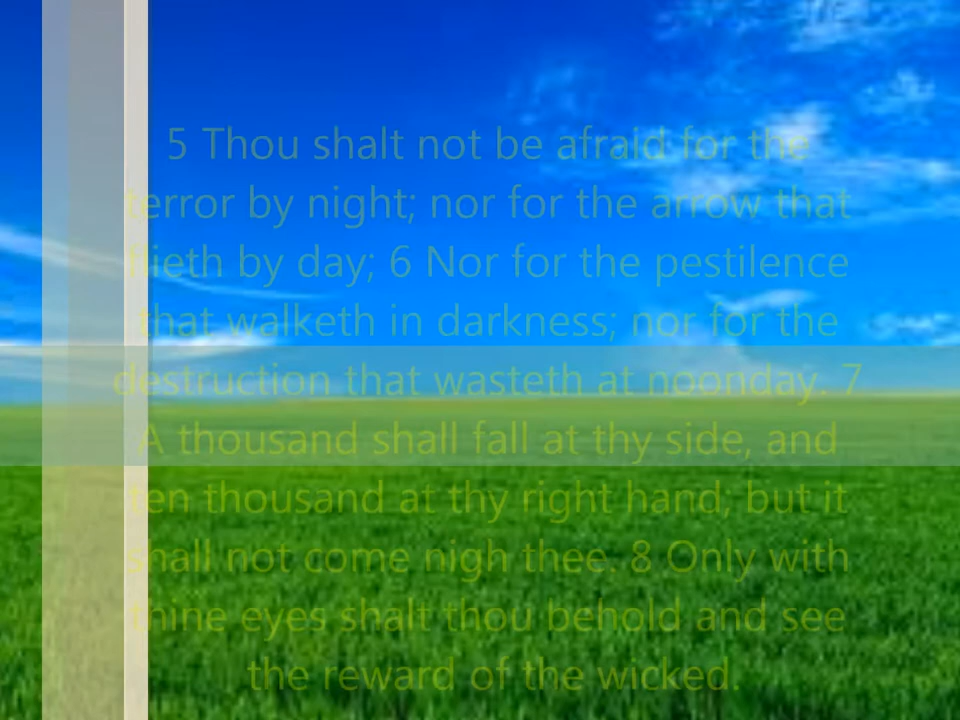 5 Thou shalt not be afraid for the
terror by night; nor for the arrow that
flieth by day; 6 Nor for the pestilence
that walketh in darkness; nor for the
destruction that wasteth at noonday. 7
A thousand shall fall at thy side, and
ten thousand at thy right hand; but it
shall not come nigh thee. 8 Only with
thine eyes shalt thou behold and see
the reward of the wicked.